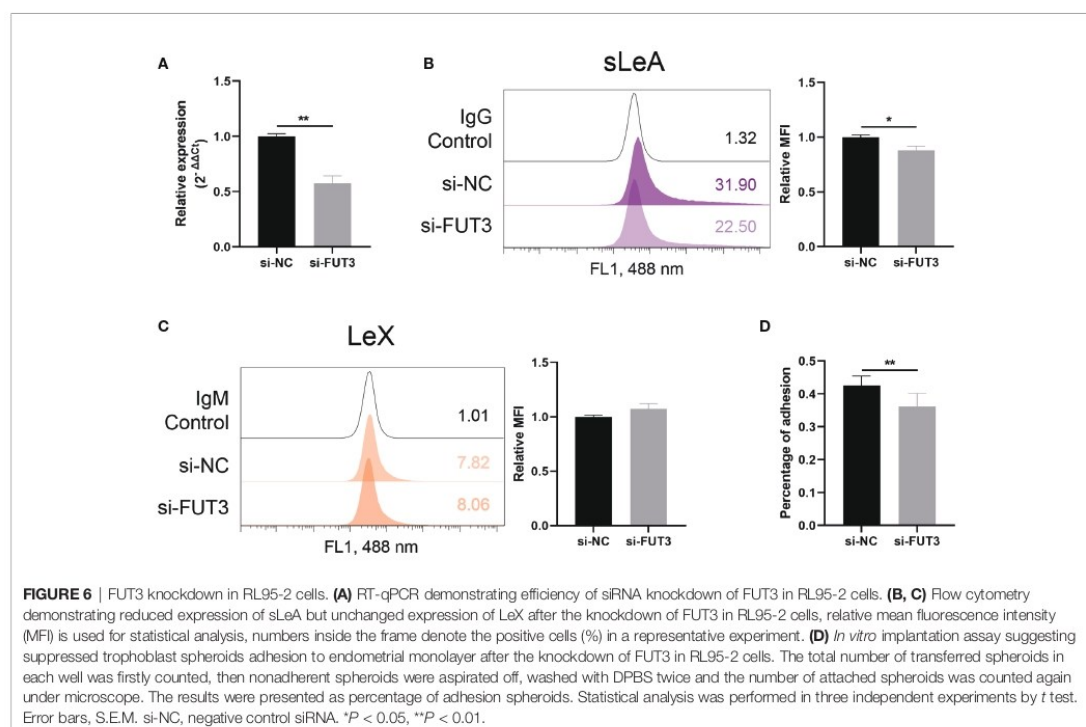 A
1.5
1.0
0.5
0.0
Relative expression
(2^-ΔΔCt)
**
si-NC
si-FUT3
B
sLeA
IgG
Control
1.32
si-NC
31.90
si-FUT3
22.50
FL1, 488 nm
1.5
1.0
0.5
0.0
Relative MFI
*
si-NC
si-FUT3
C
LeX
IgM
Control
1.01
si-NC
7.82
si-FUT3
8.06
FL1, 488 nm
1.5
1.0
0.5
0.0
Relative MFI
si-NC
si-FUT3
D
0.5
0.4
0.3
0.2
0.1
0.0
Percentage of adhesion
**
si-NC
si-FUT3
FIGURE 6 | FUT3 knockdown in RL95-2 cells. (A) RT-qPCR demonstrating efficiency of siRNA knockdown of FUT3 in RL95-2 cells. (B, C) Flow cytometry
demonstrating reduced expression of sLeA but unchanged expression of LeX after the knockdown of FUT3 in RL95-2 cells, relative mean fluorescence intensity
(MFI) is used for statistical analysis, numbers inside the frame denote the positive cells (%) in a representative experiment. (D) In vitro implantation assay suggesting
suppressed trophoblast spheroids adhesion to endometrial monolayer after the knockdown of FUT3 in RL95-2 cells. The total number of transferred spheroids in
each well was firstly counted, then nonadherent spheroids were aspirated off, washed with DPBS twice and the number of attached spheroids was counted again
under microscope. The results were presented as percentage of adhesion spheroids. Statistical analysis was performed in three independent experiments by t test.
Error bars, S.E.M. si-NC, negative control siRNA. *P < 0.05, **P < 0.01.